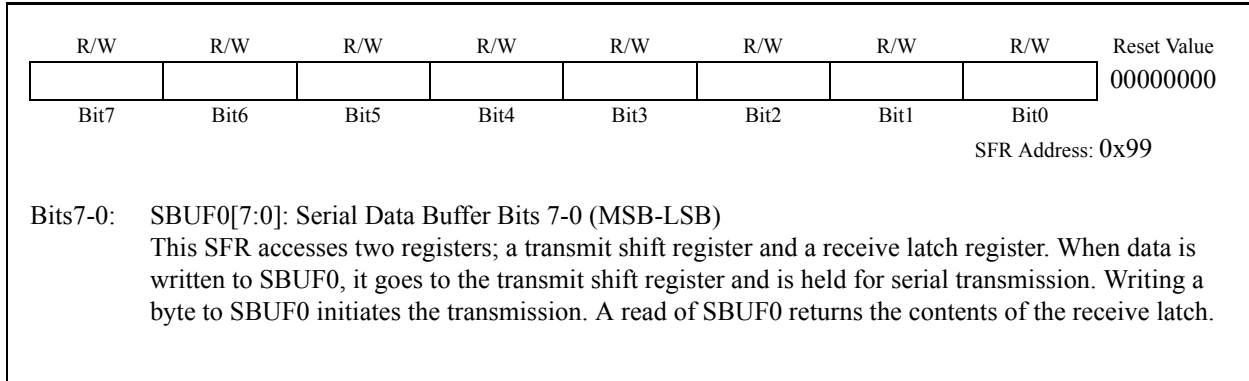 R/W R/W R/W R/W R/W R/W R/W R/W Reset Value
00000000
Bit7 Bit6 Bit5 Bit4 Bit3 Bit2 Bit1 Bit0
SFR Address: 0x99
Bits7-0: SBUF0[7:0]: Serial Data Buffer Bits 7-0 (MSB-LSB)
This SFR accesses two registers; a transmit shift register and a receive latch register. When data is
written to SBUF0, it goes to the transmit shift register and is held for serial transmission. Writing a
byte to SBUF0 initiates the transmission. A read of SBUF0 returns the contents of the receive latch.